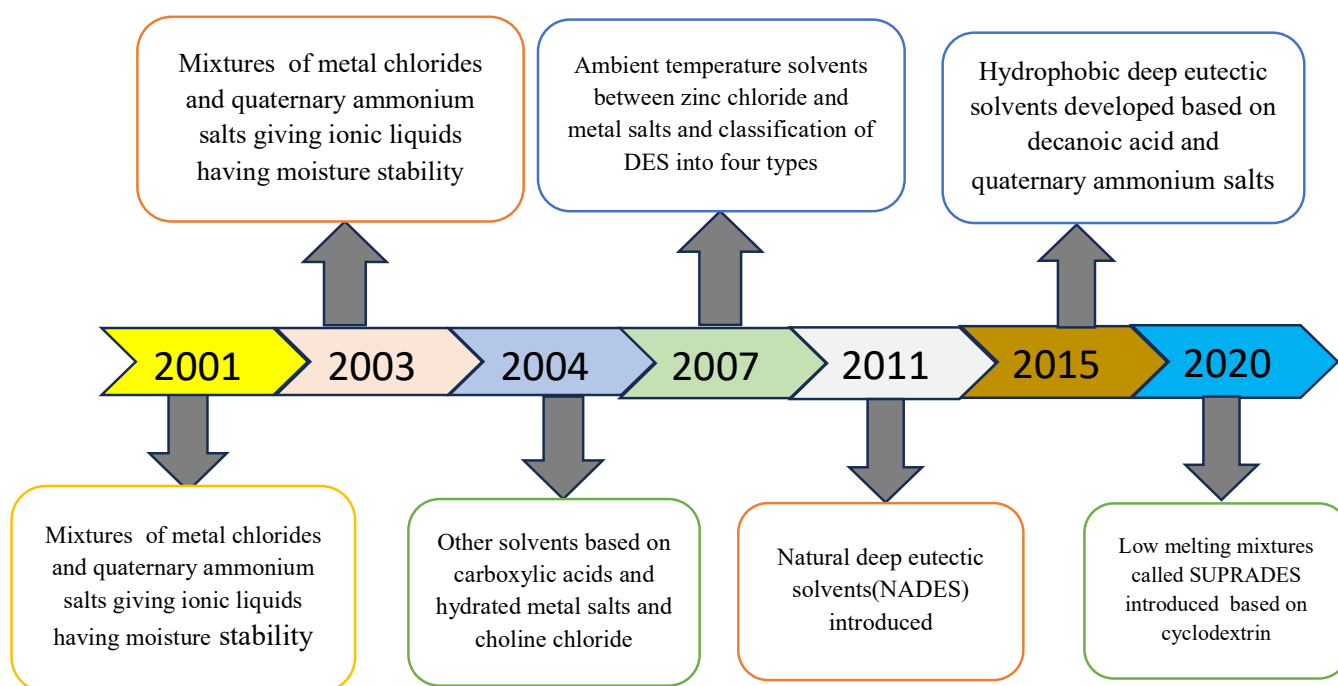 Mixtures  of metal chlorides
and quaternary ammonium
salts giving ionic liquids
having moisture stability
Ambient temperature solvents
between zinc chloride and
metal salts and classification of
DES into four types
Hydrophobic deep eutectic
solvents developed based on
decanoic acid and
quaternary ammonium salts
2001
2003
2004
2007
2011
2015
2020
Mixtures  of metal chlorides
and quaternary ammonium
salts giving ionic liquids
having moisture stability
Other solvents based on
carboxylic acids and
hydrated metal salts and
choline chloride
Natural deep eutectic
solvents(NADES)
introduced
Low melting mixtures
called SUPRADES
introduced  based on
cyclodextrin